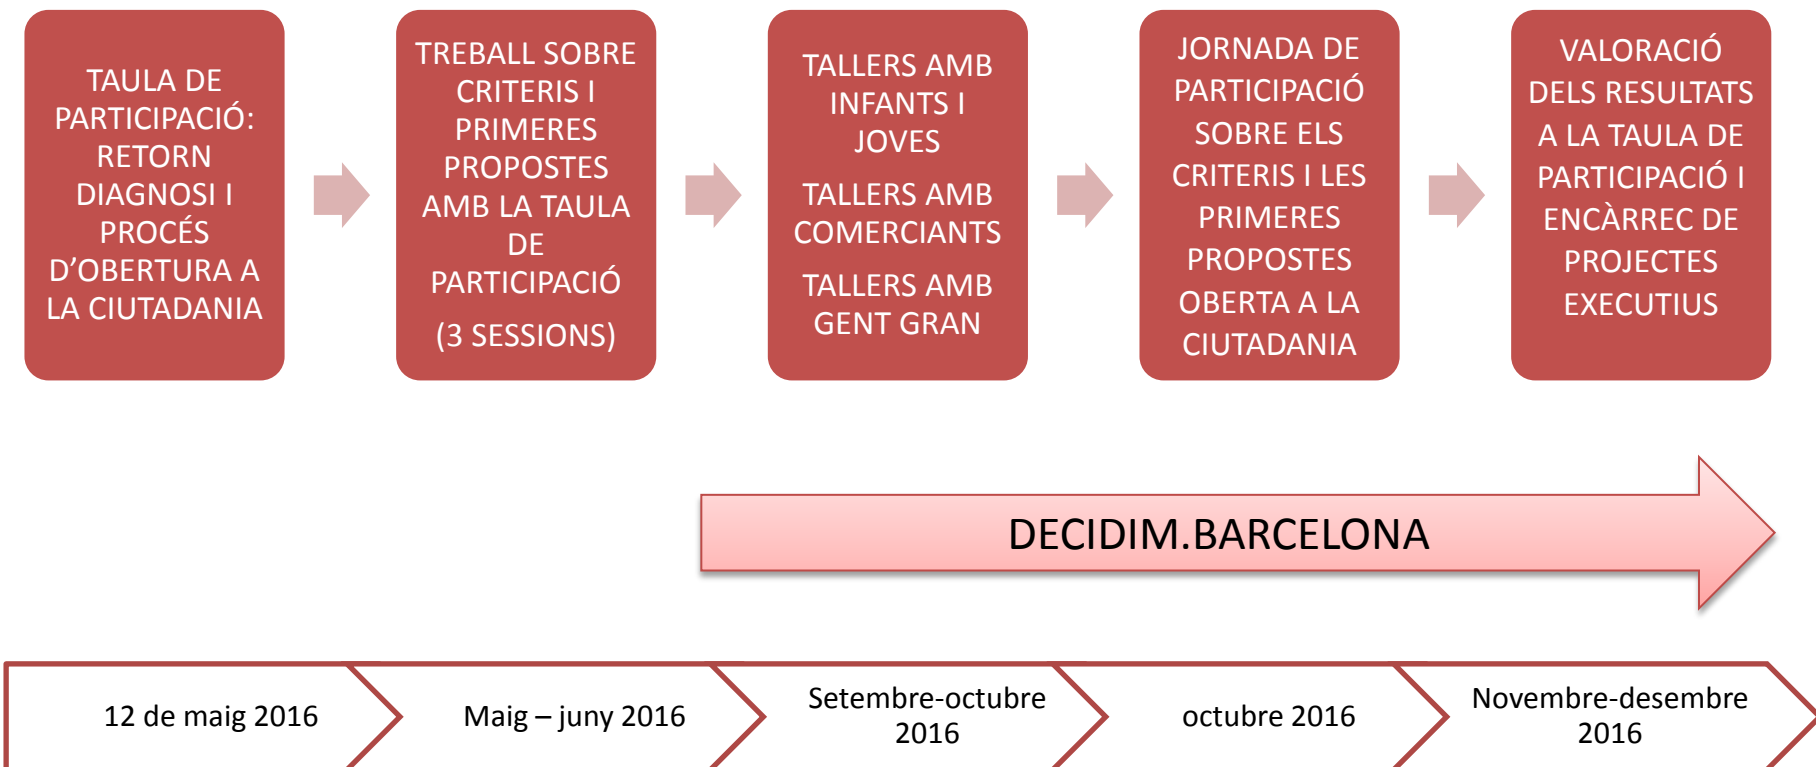 TAULA DE
PARTICIPACIÓ:
RETORN
DIAGNOSI I
PROCÉS
D’OBERTURA A
LA CIUTADANIA
TREBALL SOBRE
CRITERIS I
PRIMERES
PROPOSTES
AMB LA TAULA
DE
PARTICIPACIÓ
(3 SESSIONS)
TALLERS AMB
INFANTS I
JOVES
TALLERS AMB
COMERCIANTS
TALLERS AMB
GENT GRAN
JORNADA DE
PARTICIPACIÓ
SOBRE ELS
CRITERIS I LES
PRIMERES
PROPOSTES
OBERTA A LA
CIUTADANIA
VALORACIÓ
DELS RESULTATS
A LA TAULA DE
PARTICIPACIÓ I
ENCÀRREC DE
PROJECTES
EXECUTIUS
DECIDIM.BARCELONA
12 de maig 2016
Maig – juny 2016
Setembre-octubre
2016
octubre 2016
Novembre-desembre
2016